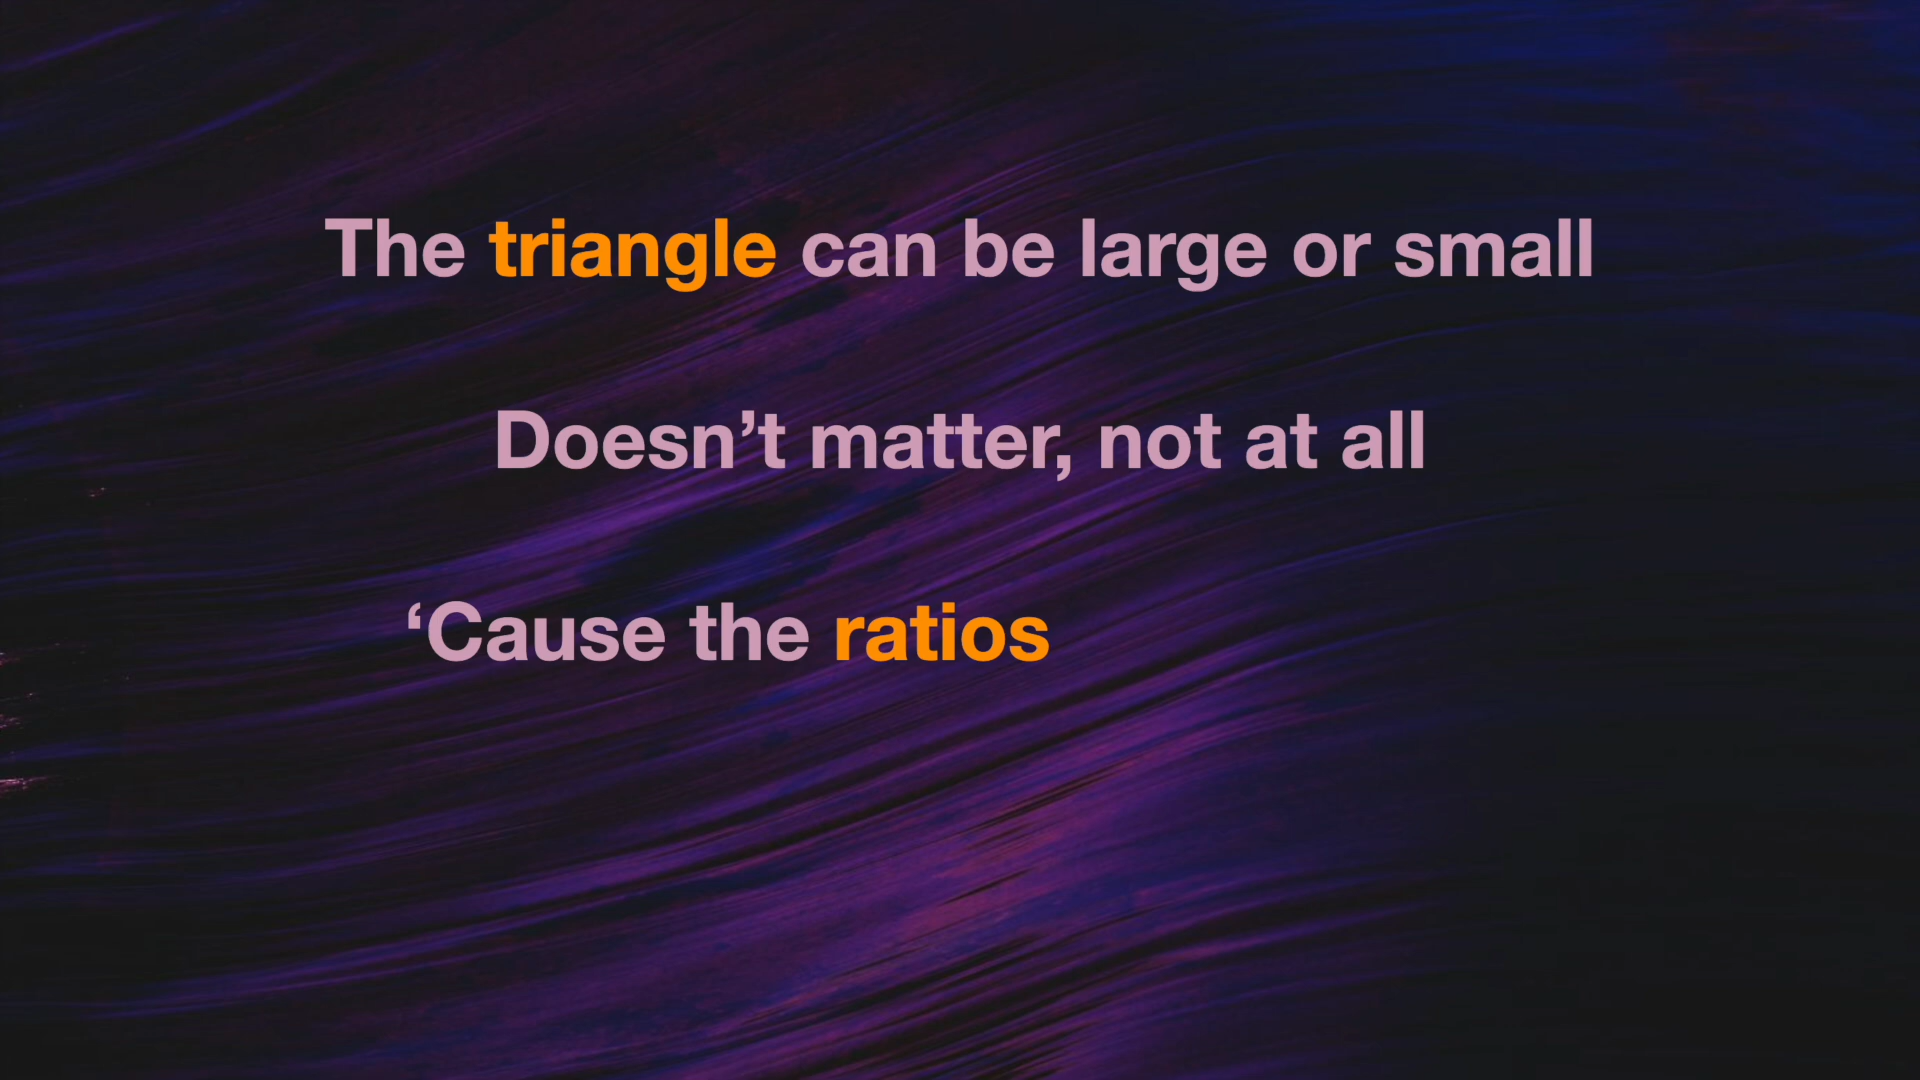 The triangle can be large or small
Doesn’t matter, not at all
‘Cause the ratios